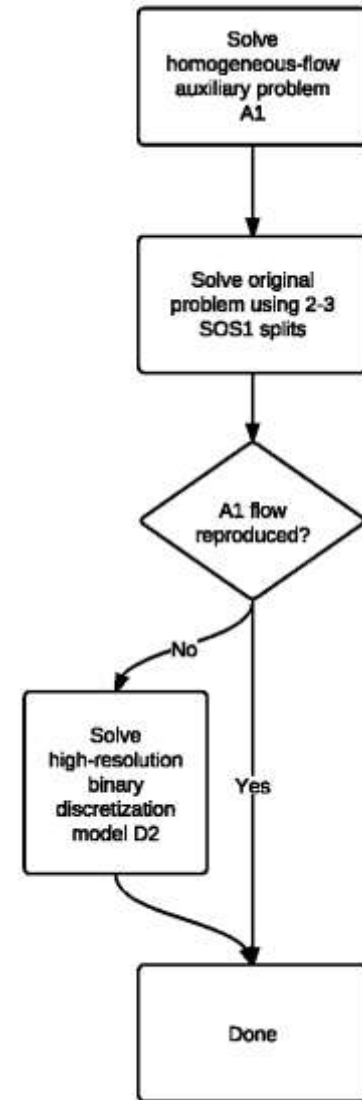 Solve
homogeneous-flow
auxiliary problem
A1
Solve original
problem using 2-3
SOS1 splits
A1 flow
reproduced?
No
Solve
high-resolution
binary
discretization
model D2
Yes
Done